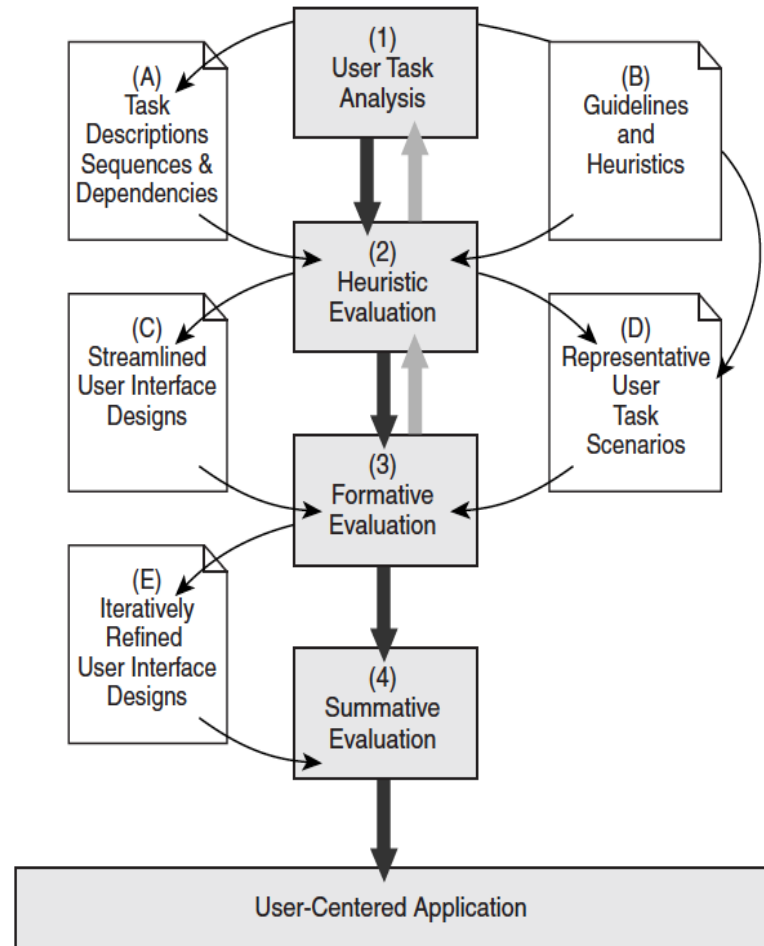 (1)
User Task
Analysis
(A)
Task
Descriptions
Sequences &
Dependencies
(B)
Guidelines
and
Heuristics
(2)
Heuristic
Evaluation
(C)
Streamlined
User Interface
Designs
(D)
Representative
User
Task
Scenarios
(3)
Formative
Evaluation
(E)
Iteratively
Refined
User Interface
Designs
(4)
Summative
Evaluation
User-Centered Application